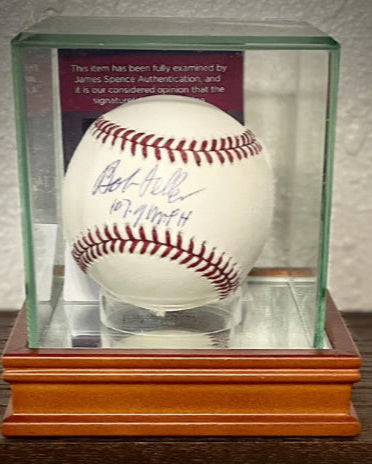 This item has been fully examined by
James Spence Authentication, and
it is our considered opinion that the
signature
Bob Feller
107.9 MPH